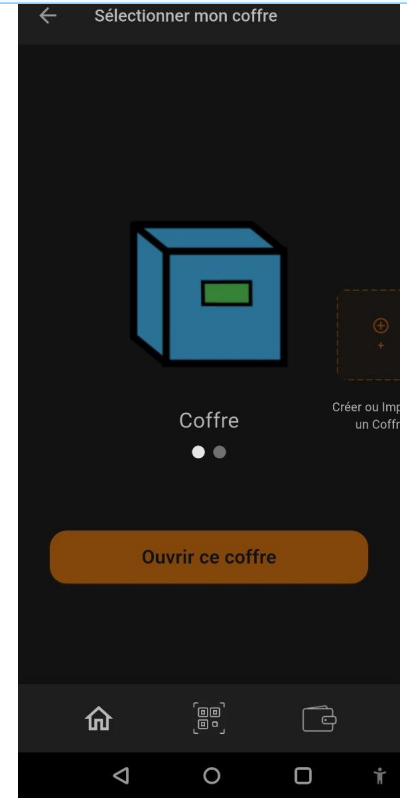 Sélectionner mon coffre
Coffre
Créer ou Imp
un Coffr
Ouvrir ce coffre